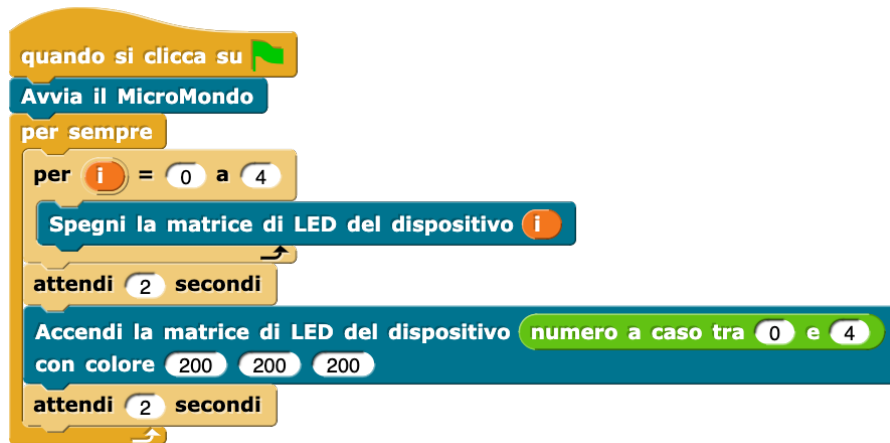 quando si clicca su
Avvia il MicroMondo
per sempre
per i = 0 a 4
Spegni la matrice di LED del dispositivo i
attendi 2 secondi
Accendi la matrice di LED del dispositivo numero a caso tra 0 e 4
con colore 200 200 200
attendi 2 secondi